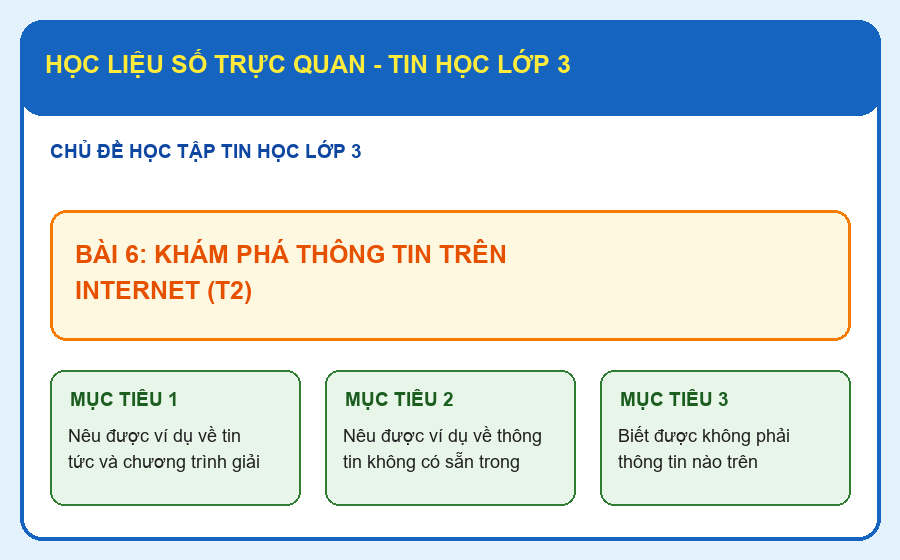 HỌC LIỆU SỐ TRỰC QUAN - TIN HỌC LỚP 3
CHỦ ĐỀ HỌC TẬP TIN HỌC LỚP 3
BÀI 6: KHÁM PHÁ THÔNG TIN TRÊN
INTERNET (T2)
MỤC TIÊU 1
Nêu được ví dụ về tin
tức và chương trình giải
MỤC TIÊU 2
Nêu được ví dụ về thông
tin không có sẵn trong
MỤC TIÊU 3
Biết được không phải
thông tin nào trên